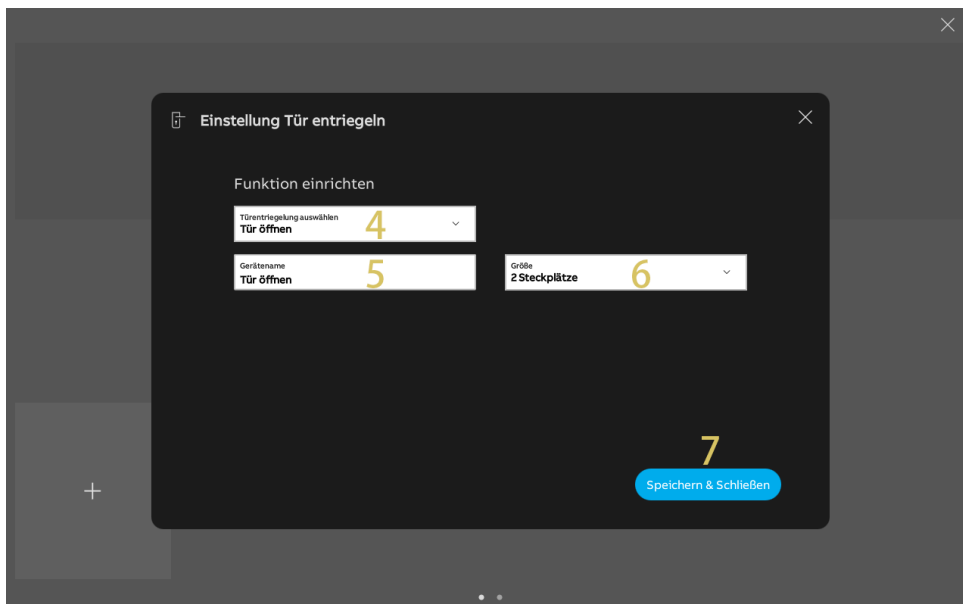 Einstellung Tür entriegeln
Funktion einrichten
Türentriegelung auswählen
Tür öffnen
4
Gerätename
Tür öffnen
5
Größe
2 Steckplätze
6
7
Speichern & Schließen